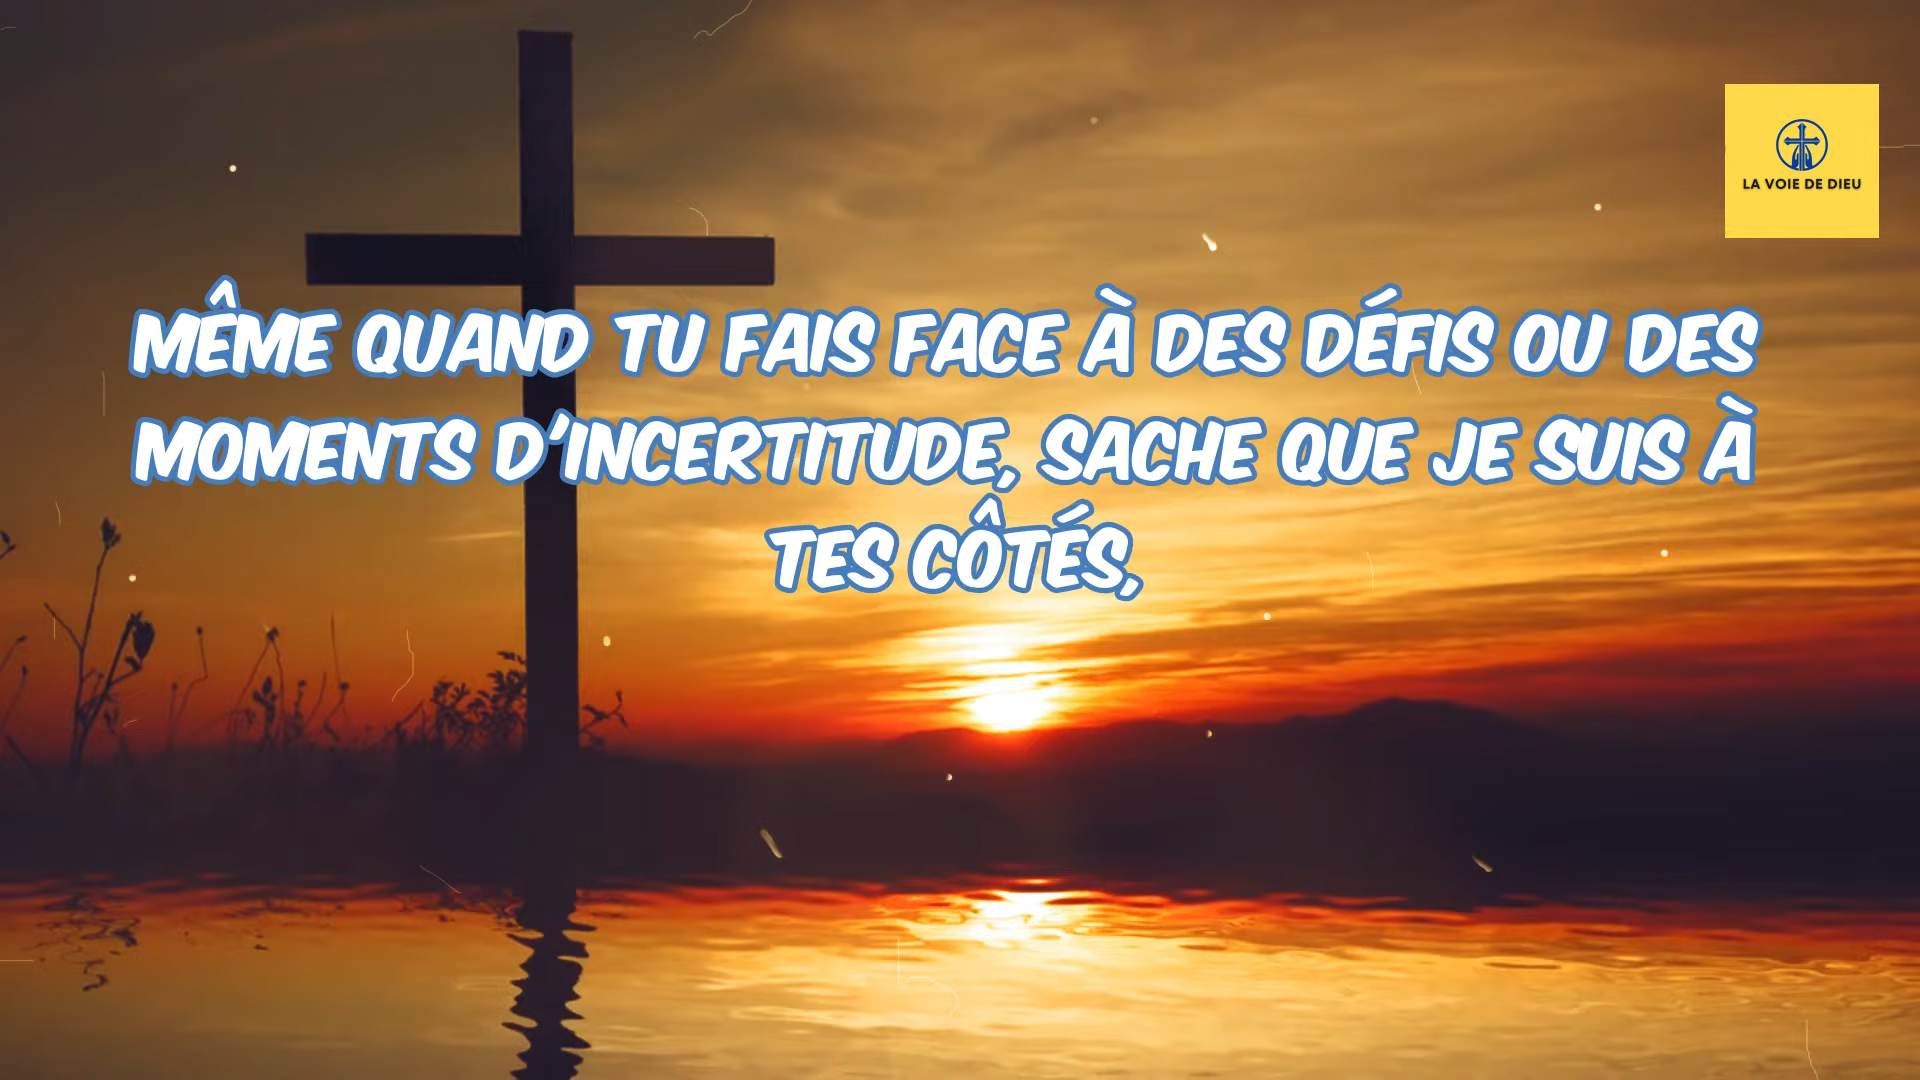 LA VOIE DE DIEU
MÊME QUAND TU FAIS FACE À DES DÉFIS OU DES
MOMENTS D'INCERTITUDE, SACHE QUE JE SUIS À
TES CÔTÉS,